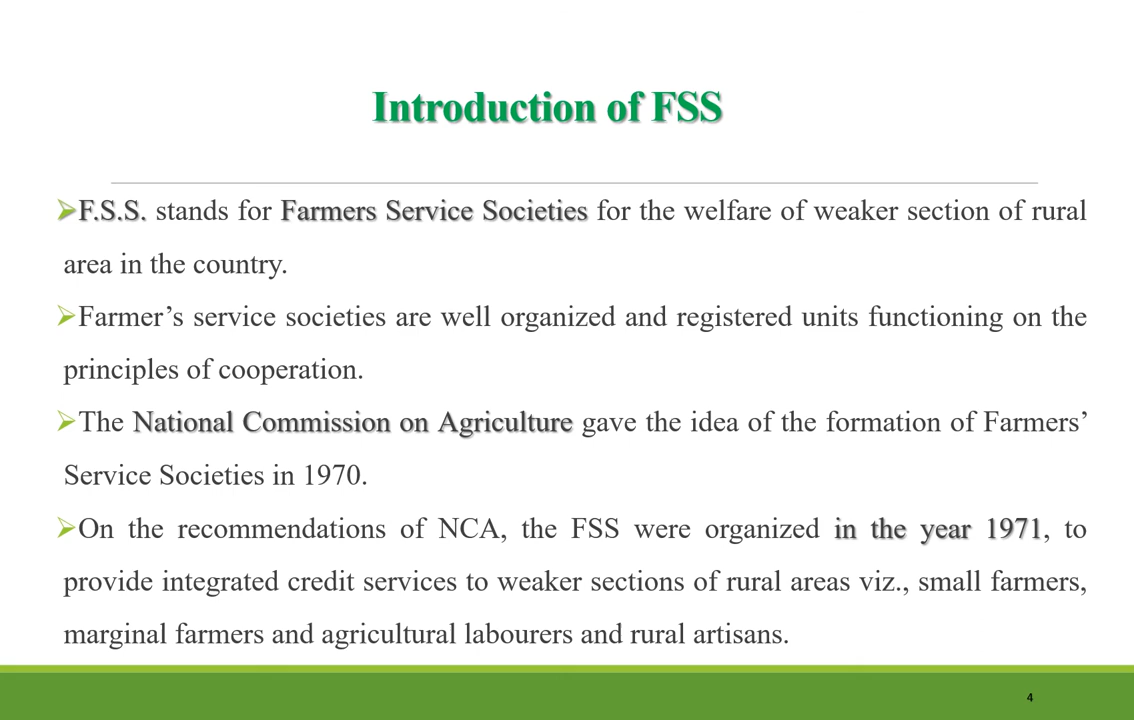 Introduction of FSS
➢F.S.S. stands for Farmers Service Societies for the welfare of weaker section of rural
area in the country.
➢Farmer’s service societies are well organized and registered units functioning on the
principles of cooperation.
➢The National Commission on Agriculture gave the idea of the formation of Farmers’
Service Societies in 1970.
➢On the recommendations of NCA, the FSS were organized in the year 1971, to
provide integrated credit services to weaker sections of rural areas viz., small farmers,
marginal farmers and agricultural labourers and rural artisans.
4